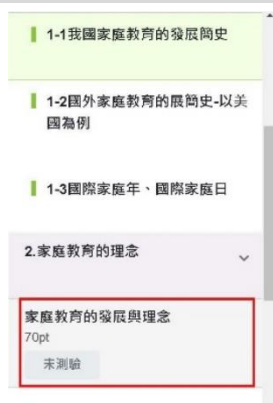 1-1我國家庭教育的發展簡史
1-2國外家庭教育的展簡史-以美
國為例
1-3國際家庭年、國際家庭日
2.家庭教育的理念
家庭教育的發展與理念
70pt
未測驗